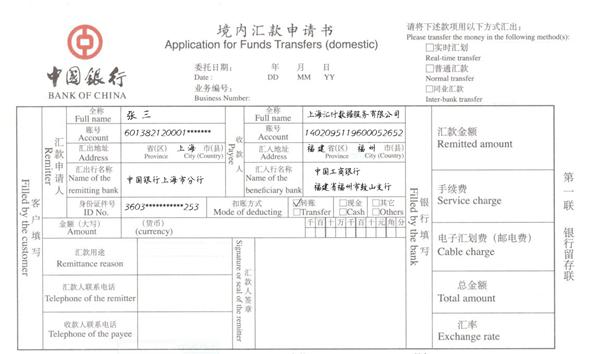 境内汇款申请书
Application for Funds Transfers (domestic)
中国银行
BANK OF CHINA
委托日期： 年 月 日
Date : DD MM YY
业务编号：
Business Number:
请将下述款项用以下方式汇出：
Please transfer the money in the following method(s):
□实时汇划
Real-time transfer
□普通汇款
Normal transfer
□同业汇款
Inter-bank transfer
客户填写
Filled by the customer
汇款申请人
Remitter
全称
Full name
张三
账号
Account
601382120001*******
汇出地址
Address
省(区) 上海 市(县)
Province City (Country)
汇出行名称
Name of the
remitting bank
中国银行上海市分行
身份证件号
ID No.
3603***********253
收款人
Payee
全称
Full name
上海汇付数据服务有限公司
账号
Account
1402095119600052652
汇入地址
Address
福建 省(区) 福州 市(县)
Province City (Country)
汇入行名称
Name of the
beneficiary bank
中国工商银行
福建省福州市鼓山支行
扣账方式
Mode of deducting
☑转账 □现金 □其它
Transfer □Cash □Others
金额（大写）
Amount
(货币)
(currency)
千 百 十 万 千 百 十 元 角 分
汇款用途
Remittance reason
汇款人联系电话
Telephone of the remitter
收款人联系电话
Telephone of the payee
汇款人签章
Signature or seal of the remitter
银行填写
Filled by the bank
汇款金额
Remitted amount
手续费
Service charge
电子汇划费（邮电费）
Cable charge
总金额
Total amount
汇率
Exchange rate
第一联 银行留存联